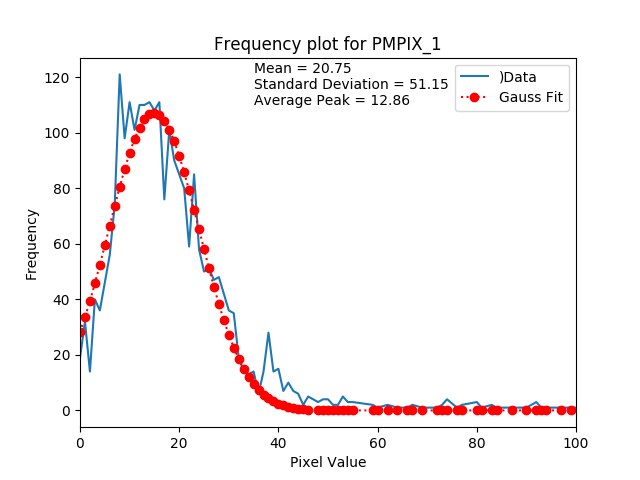 Frequency plot for PMPIX_1
Mean = 20.75
Standard Deviation = 51.15
Average Peak = 12.86
)Data
Gauss Fit
Frequency
120
100
80
60
40
20
0
0 20 40 60 80 100
Pixel Value